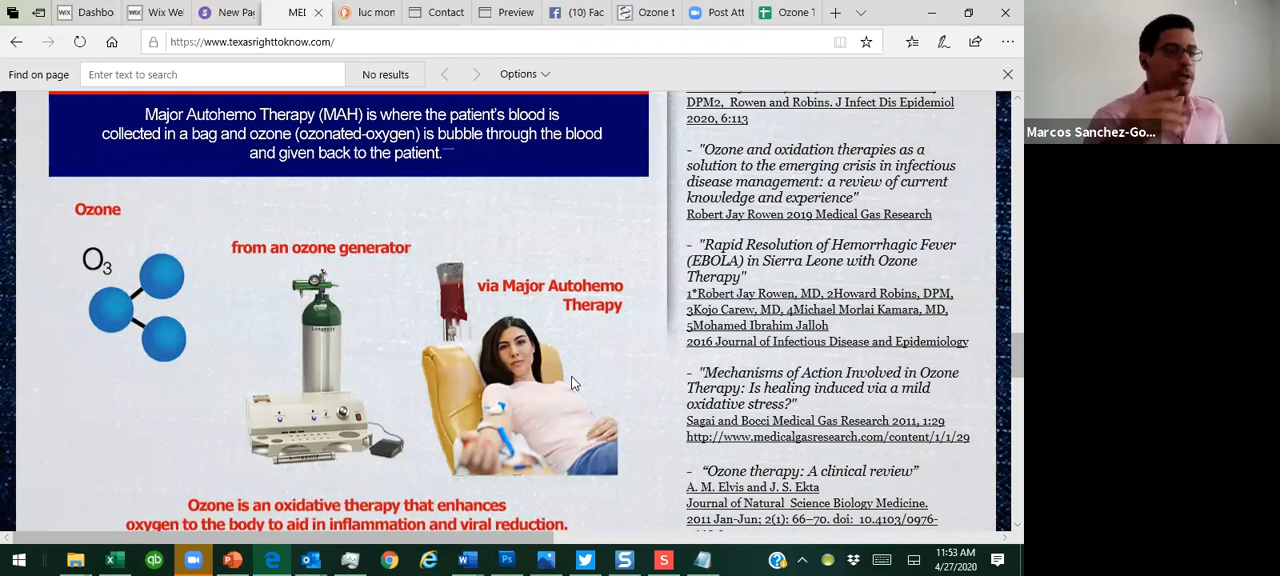 Dashbo
Wix We
New Pa
MEI
luc mon
Contact
Preview
(10) Fac
Ozone t
Post Att
Ozone T
https://www.texasrighttoknow.com/
Find on page
Enter text to search
No results
Options
Major Autohemo Therapy (MAH) is where the patient's blood is
collected in a bag and ozone (ozonated-oxygen) is bubble through the blood
and given back to the patient.
Ozone
O3
from an ozone generator
via Major Autohemo
Therapy
Longevity
Ozone is an oxidative therapy that enhances
oxygen to the body to aid in inflammation and viral reduction.
DPM2, Rowen and Robins. J Infect Dis Epidemiol
2020, 6:113
- "Ozone and oxidation therapies as a
solution to the emerging crisis in infectious
disease management: a review of current
knowledge and experience"
Robert Jay Rowen 2019 Medical Gas Research
- "Rapid Resolution of Hemorrhagic Fever
(EBOLA) in Sierra Leone with Ozone
Therapy"
1*Robert Jay Rowen, MD, 2Howard Robins, DPM,
3Kojo Carew, MD, 4Michael Morlai Kamara, MD,
5Mohamed Ibrahim Jalloh
2016 Journal of Infectious Disease and Epidemiology
- "Mechanisms of Action Involved in Ozone
Therapy: Is healing induced via a mild
oxidative stress?"
Sagai and Bocci Medical Gas Research 2011, 1:29
http://www.medicalgasresearch.com/content/1/1/29
- “Ozone therapy: A clinical review”
A. M. Elvis and J. S. Ekta
Journal of Natural Science Biology Medicine.
2011 Jan-Jun; 2(1): 66–70. doi: 10.4103/0976-
Marcos Sanchez-Go...
11:53 AM
4/27/2020